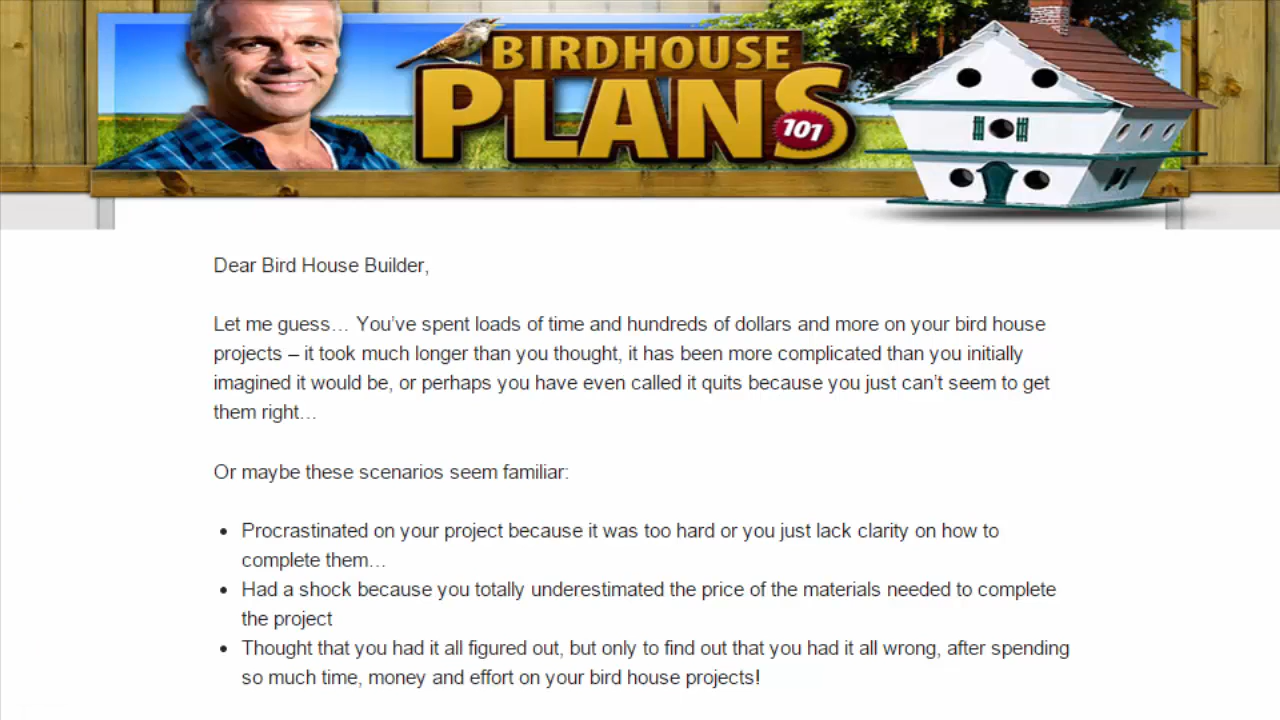 BIRDHOUSE
PLANS
101
Dear Bird House Builder,
Let me guess… You’ve spent loads of time and hundreds of dollars and more on your bird house
projects – it took much longer than you thought, it has been more complicated than you initially
imagined it would be, or perhaps you have even called it quits because you just can’t seem to get
them right…
Or maybe these scenarios seem familiar:
• Procrastinated on your project because it was too hard or you just lack clarity on how to
complete them…
• Had a shock because you totally underestimated the price of the materials needed to complete
the project
• Thought that you had it all figured out, but only to find out that you had it all wrong, after spending
so much time, money and effort on your bird house projects!